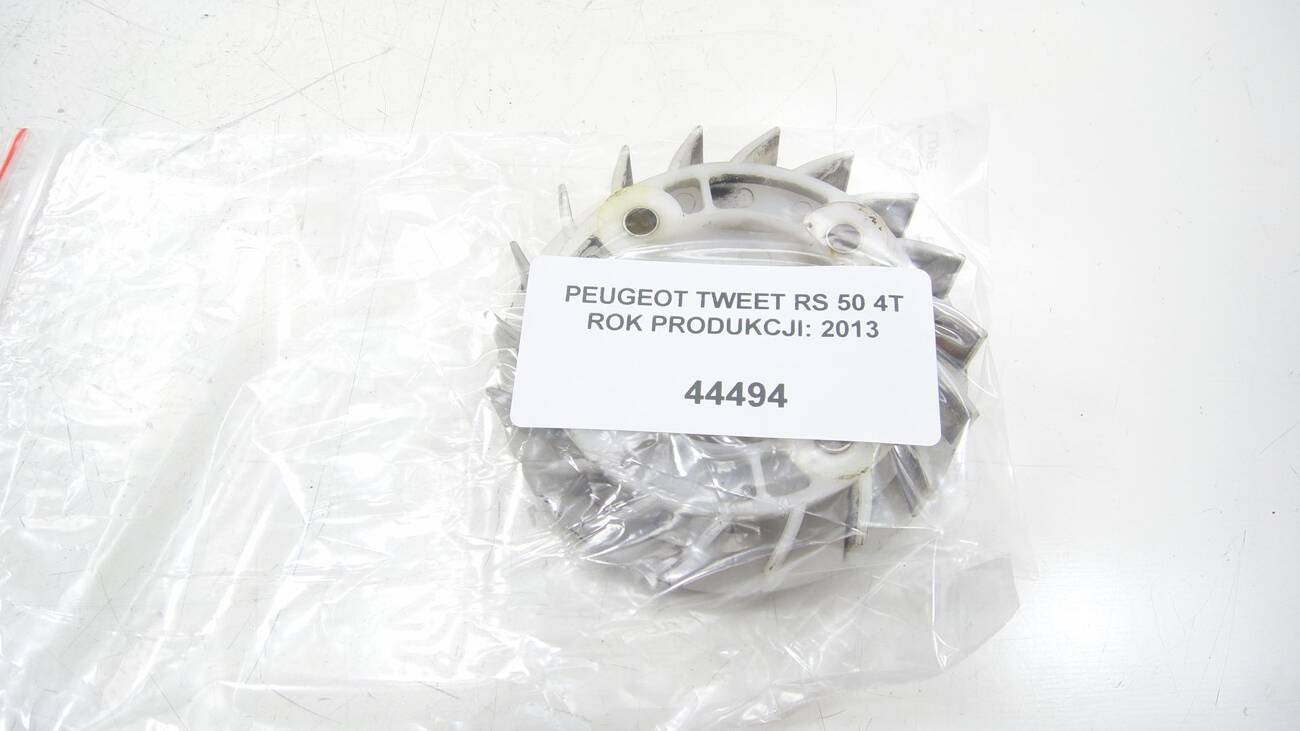 PEUGEOT TWEET RS 50 4T
ROK PRODUKCJI: 2013
44494